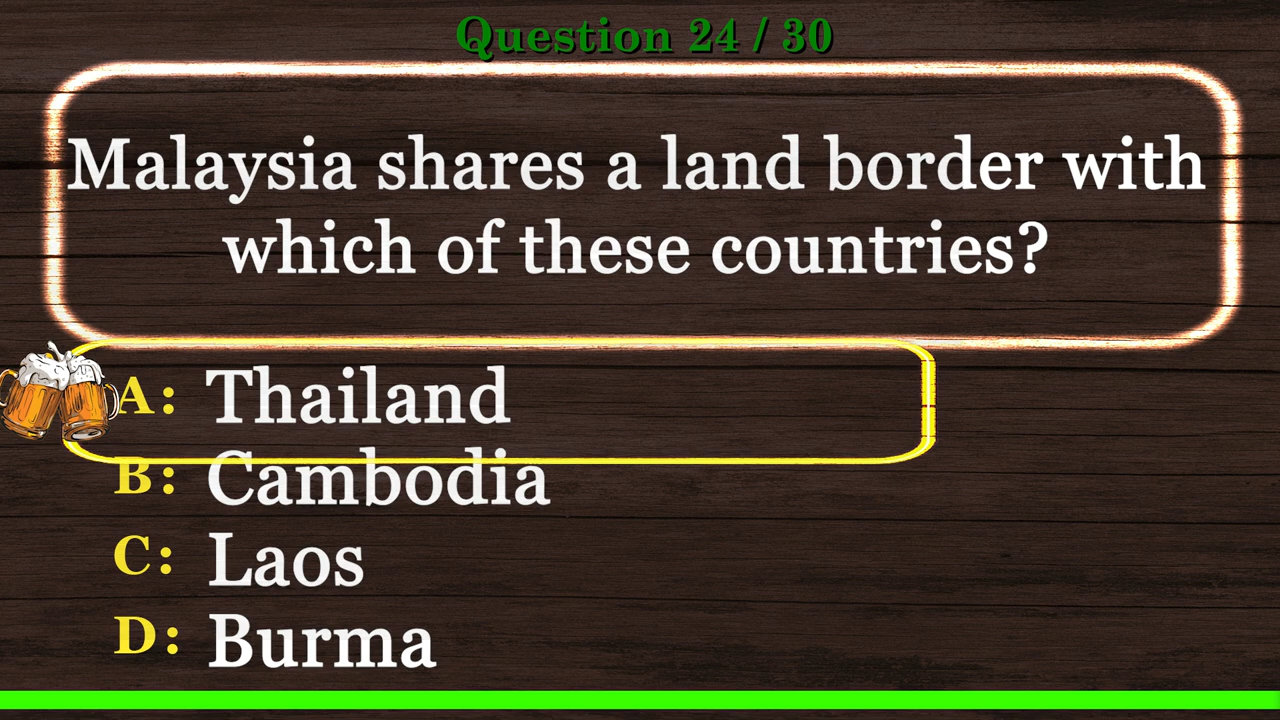 Question 24 / 30
Malaysia shares a land border with
which of these countries?
A: Thailand
B: Cambodia
C: Laos
D: Burma